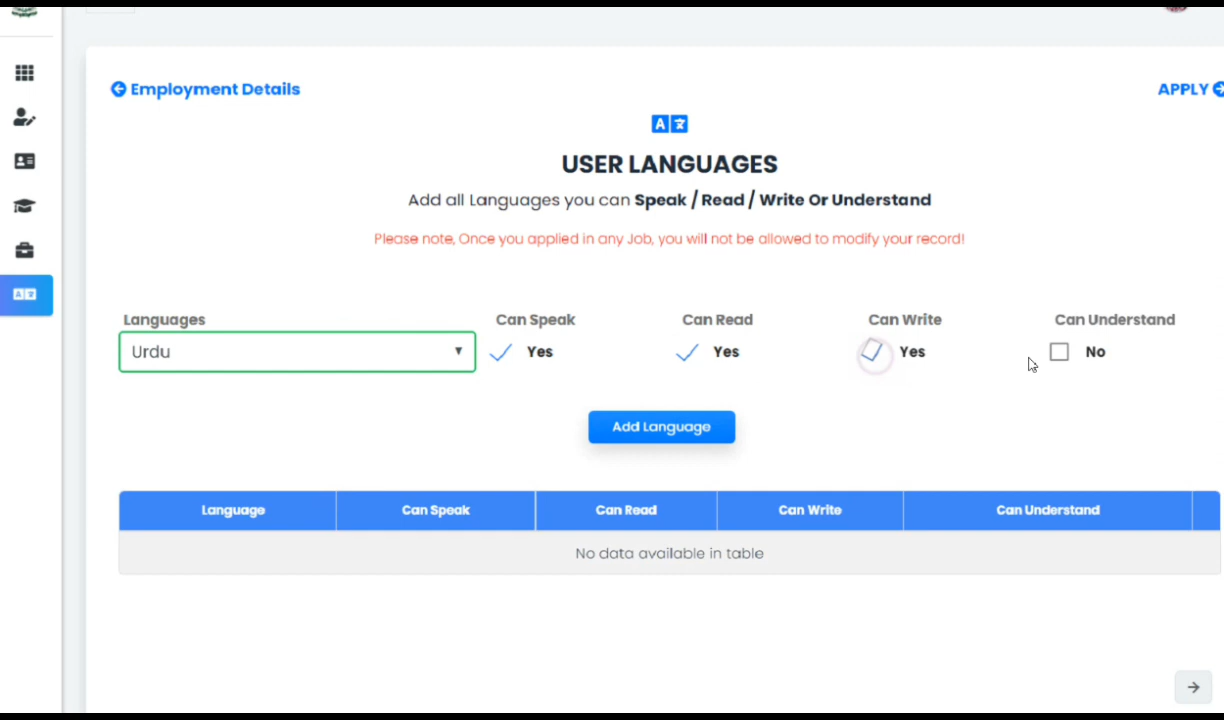 Employment Details
APPLY
USER LANGUAGES
Add all Languages you can Speak / Read / Write Or Understand
Please note, Once you applied in any Job, you will not be allowed to modify your record!
Languages Can Speak Can Read Can Write Can Understand
Urdu Yes Yes Yes No
Add Language
Language Can Speak Can Read Can Write Can Understand
No data available in table